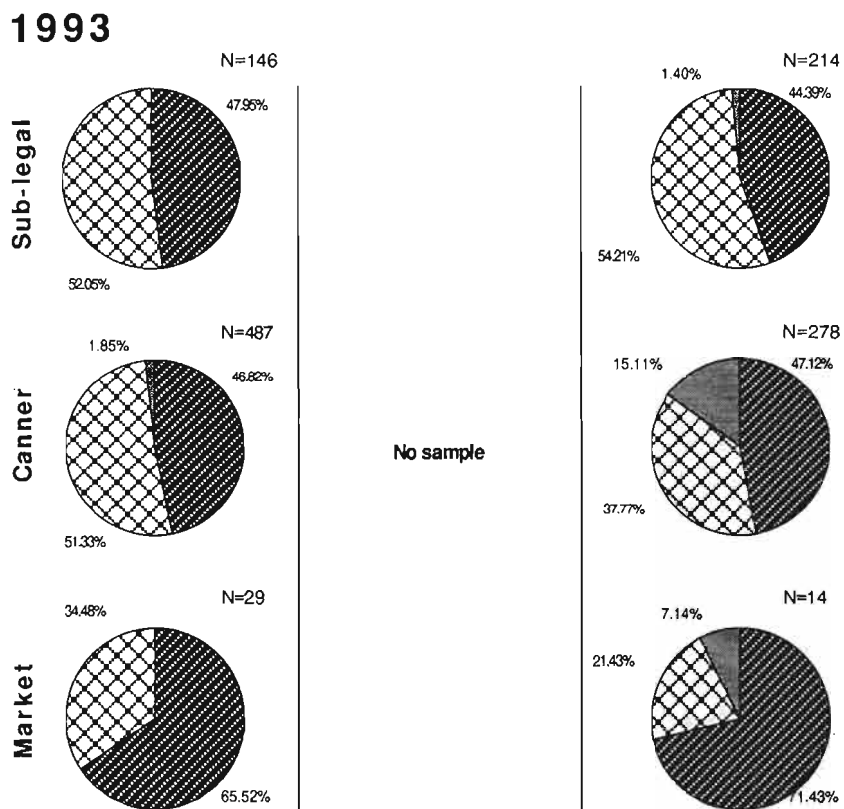 1993
N=146
47.95%
52.05%
Sub-legal
N=214
1.40%
44.39%
54.21%
N=487
1.85%
46.82%
51.33%
Canner
No sample
N=278
15.11%
47.12%
37.77%
N=29
34.48%
65.52%
Market
N=14
7.14%
21.43%
71.43%